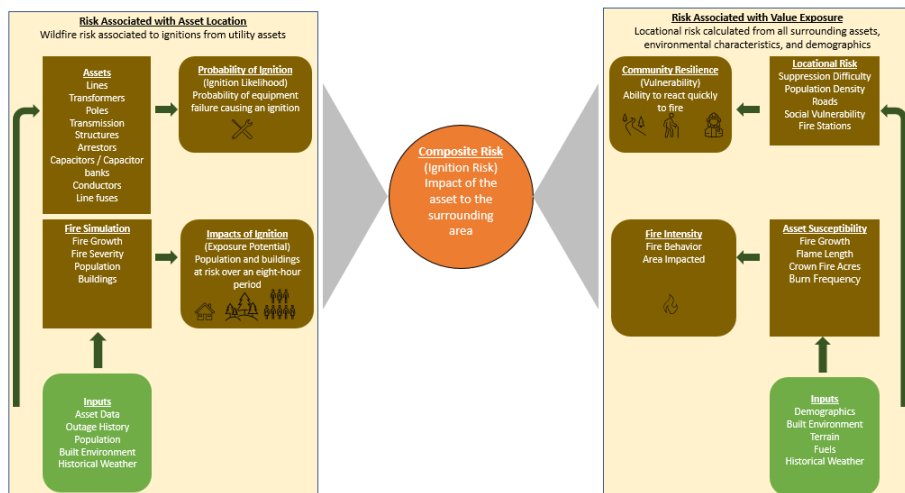 Risk Associated with Asset Location
Wildfire risk associated to ignitions from utility assets
Assets
Lines
Transformers
Poles
Transmission
Structures
Arrestors
Capacitors / Capacitor
banks
Conductors
Line fuses
Probability of Ignition
(Ignition Likelihood)
Probability of equipment
failure causing an ignition
Fire Simulation
Fire Growth
Fire Severity
Population
Buildings
Impacts of Ignition
(Exposure Potential)
Population and buildings
at risk over an eight-hour
period
Inputs
Asset Data
Outage History
Population
Built Environment
Historical Weather
Composite Risk
(Ignition Risk)
Impact of the
asset to the
surrounding
area
Risk Associated with Value Exposure
Locational risk calculated from all surrounding assets,
environmental characteristics, and demographics
Community Resilience
(Vulnerability)
Ability to react quickly
to fire
Locational Risk
Suppression Difficulty
Population Density
Roads
Social Vulnerability
Fire Stations
Fire Intensity
Fire Behavior
Area Impacted
Asset Susceptibility
Fire Growth
Flame Length
Crown Fire Acres
Burn Frequency
Inputs
Demographics
Built Environment
Terrain
Fuels
Historical Weather